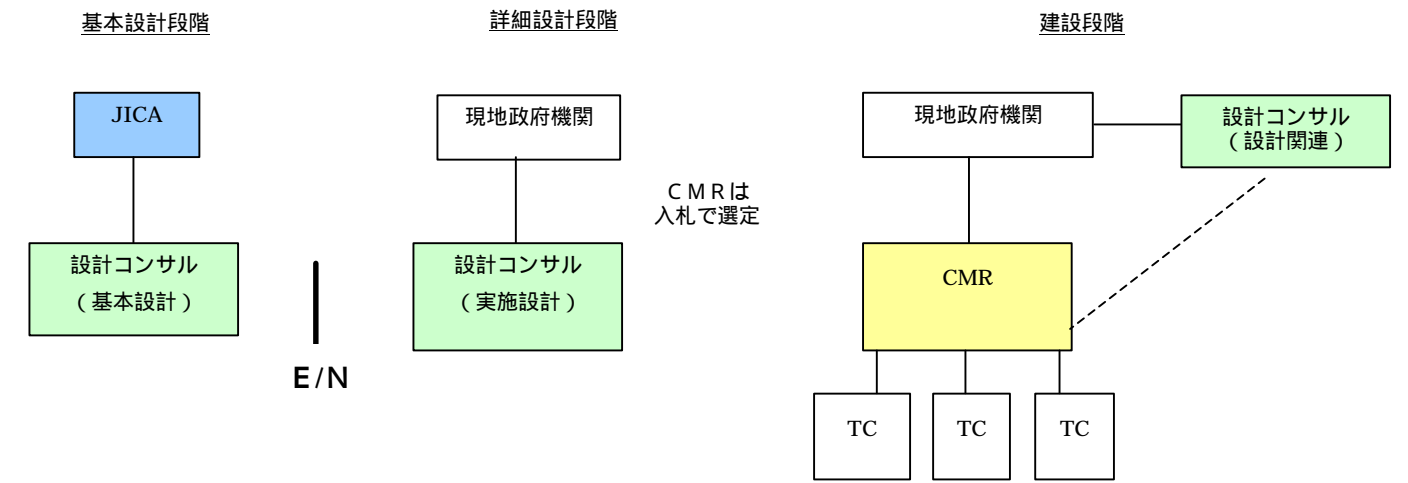 基本設計段階
詳細設計段階
建設段階
JICA
設計コンサル
（基本設計）
E/N
現地政府機関
設計コンサル
（実施設計）
ＣＭＲは
入札で選定
現地政府機関
設計コンサル
（設計関連）
CMR
TC
TC
TC